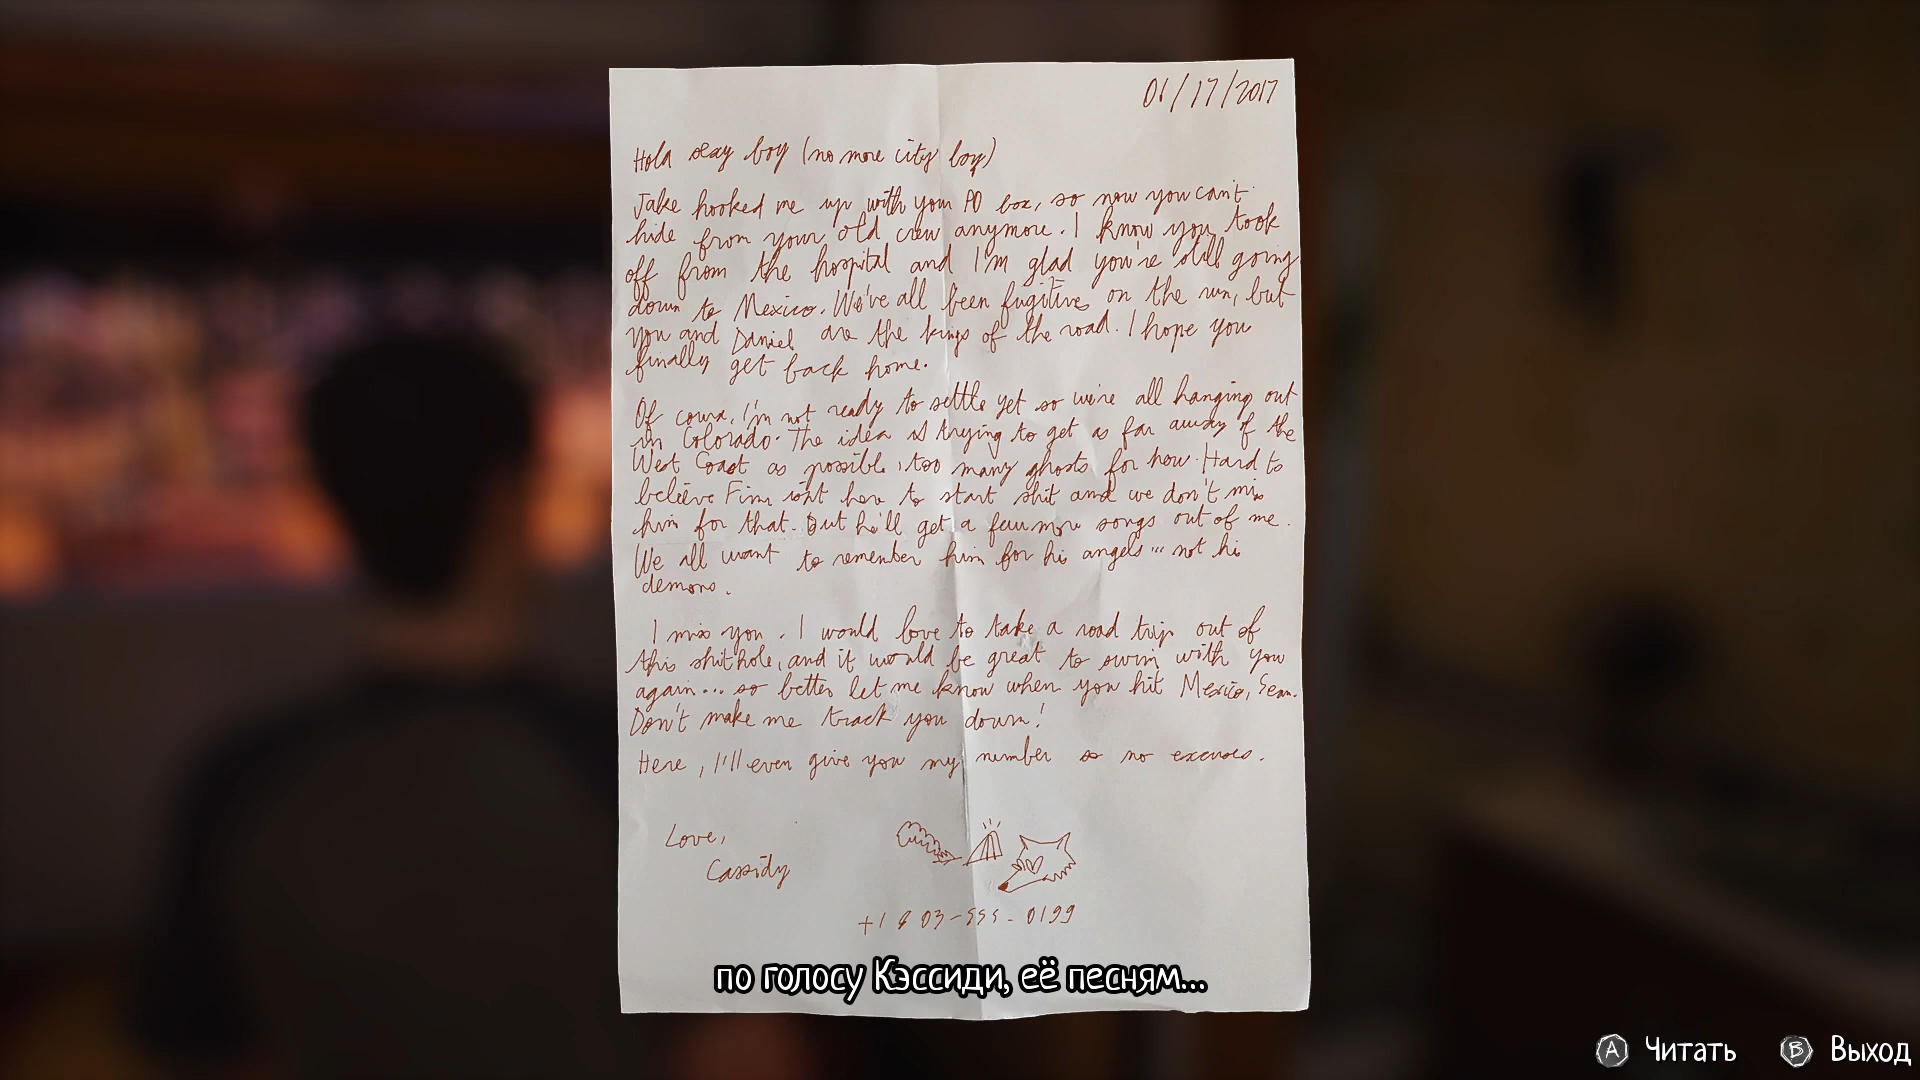 01/17/2017
Hola sexy boy (no more city boy)
Jake hooked me up with your PO box, so now you can't
hide from your old crew anymore. I know you took
off from the hospital and I'm glad you're still going
down to Mexico. We've all been fugitives on the run, but
you and Daniel are the kings of the road. I hope you
finally get back home.
Of course, I'm not ready to settle yet so we're all hanging out
in Colorado. The idea is trying to get as far away of the
West Coast as possible, too many ghosts for now. Hard to
believe Finn isn't here to start shit and we don't miss
him for that. But he'll get a few more songs out of me.
We all want to remember him for his angels... not his
demons.
I miss you. I would love to take a road trip out of
this shithole, and it would be great to swim with you
again... so better let me know when you hit Mexico, Sean.
Don't make me track you down!
Here, I'll even give you my number so no excuses.
Love,
Cassidy
+1 803-555-0199
по голосу Кэссиди, её песням...
A Читать B Выход